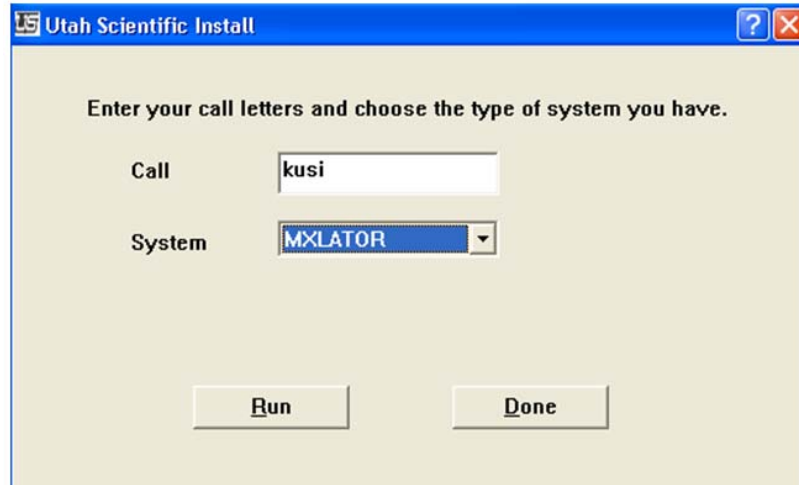 US Utah Scientific Install
Enter your call letters and choose the type of system you have.
Call kusi
System MXLATOR
Run Done